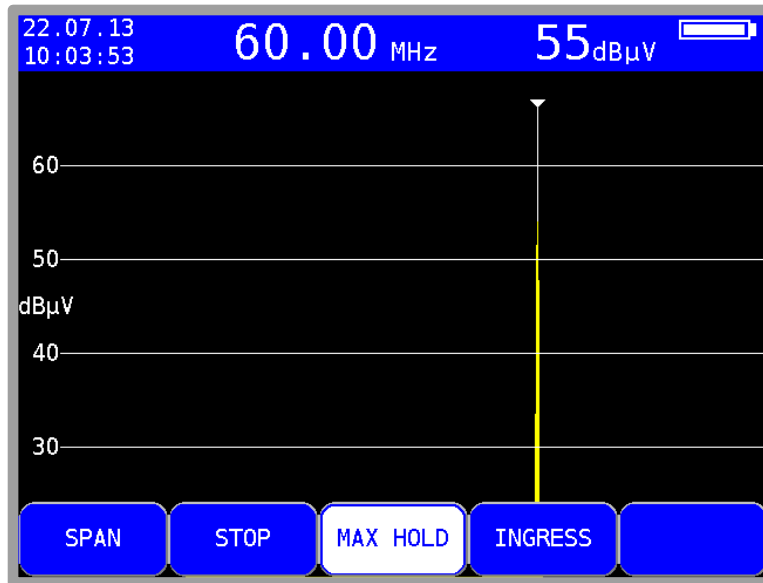 22.07.13
10:03:53
60.00 MHz
55dBµV
60
50
dBµV
40
30
SPAN
STOP
MAX HOLD
INGRESS